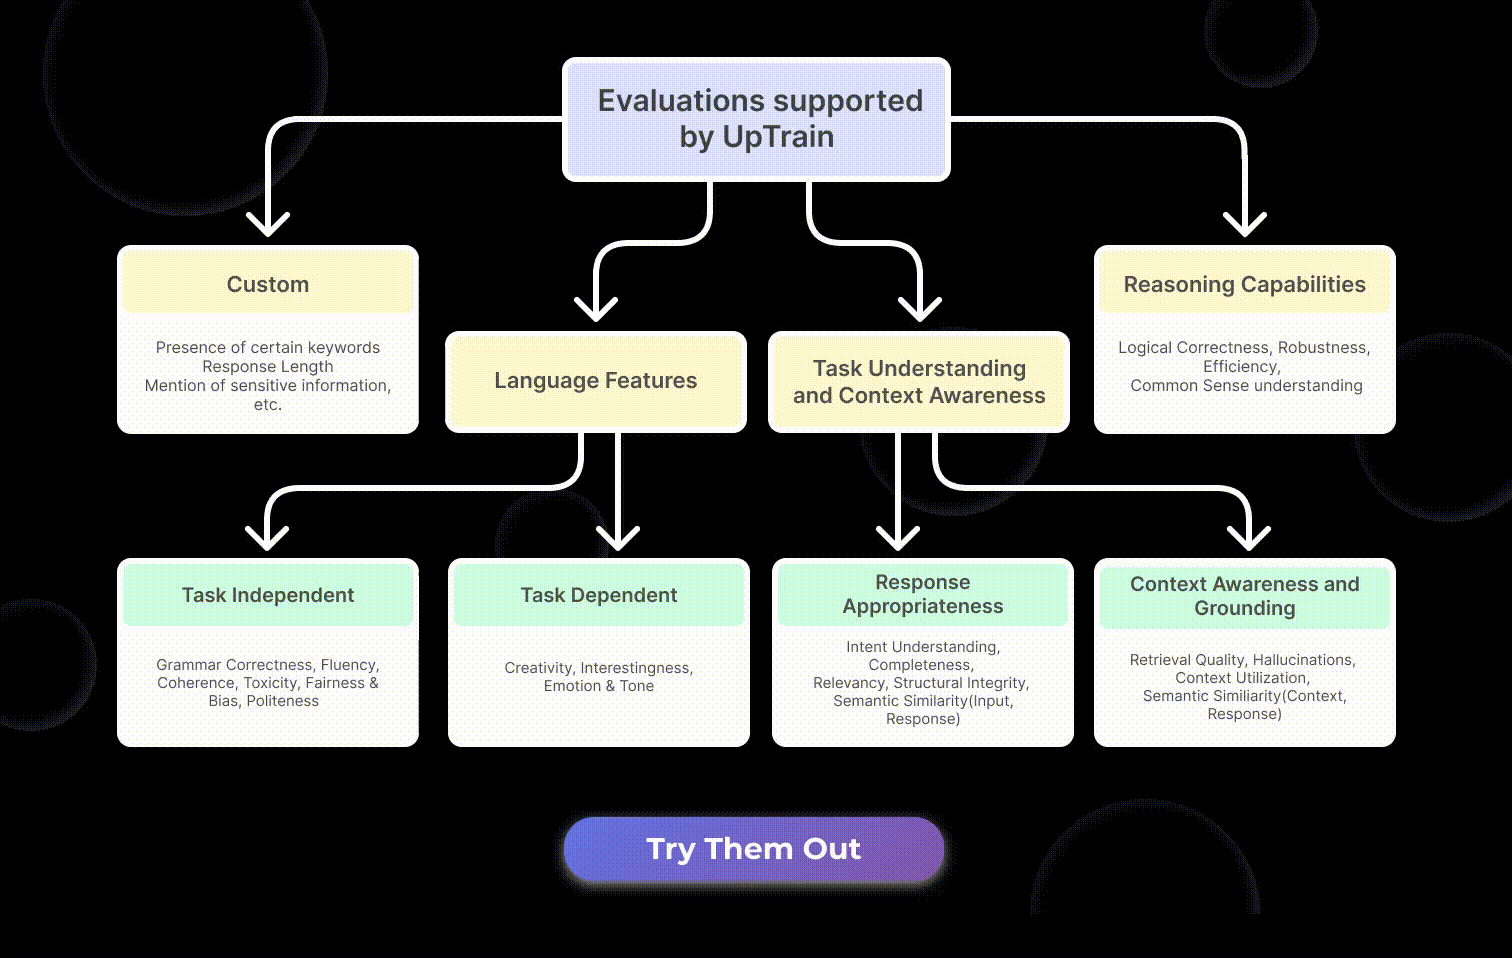 Evaluations supported
by UpTrain
Custom
Presence of certain keywords
Response Length
Mention of sensitive information,
etc.
Language Features
Task Understanding
and Context Awareness
Reasoning Capabilities
Logical Correctness, Robustness,
Efficiency,
Common Sense understanding
Task Independent
Grammar Correctness, Fluency,
Coherence, Toxicity, Fairness &
Bias, Politeness
Task Dependent
Creativity, Interestingness,
Emotion & Tone
Response
Appropriateness
Intent Understanding,
Completeness,
Relevancy, Structural Integrity,
Semantic Similarity(Input,
Response)
Context Awareness and
Grounding
Retrieval Quality, Hallucinations,
Context Utilization,
Semantic Similiarity(Context,
Response)
Try Them Out